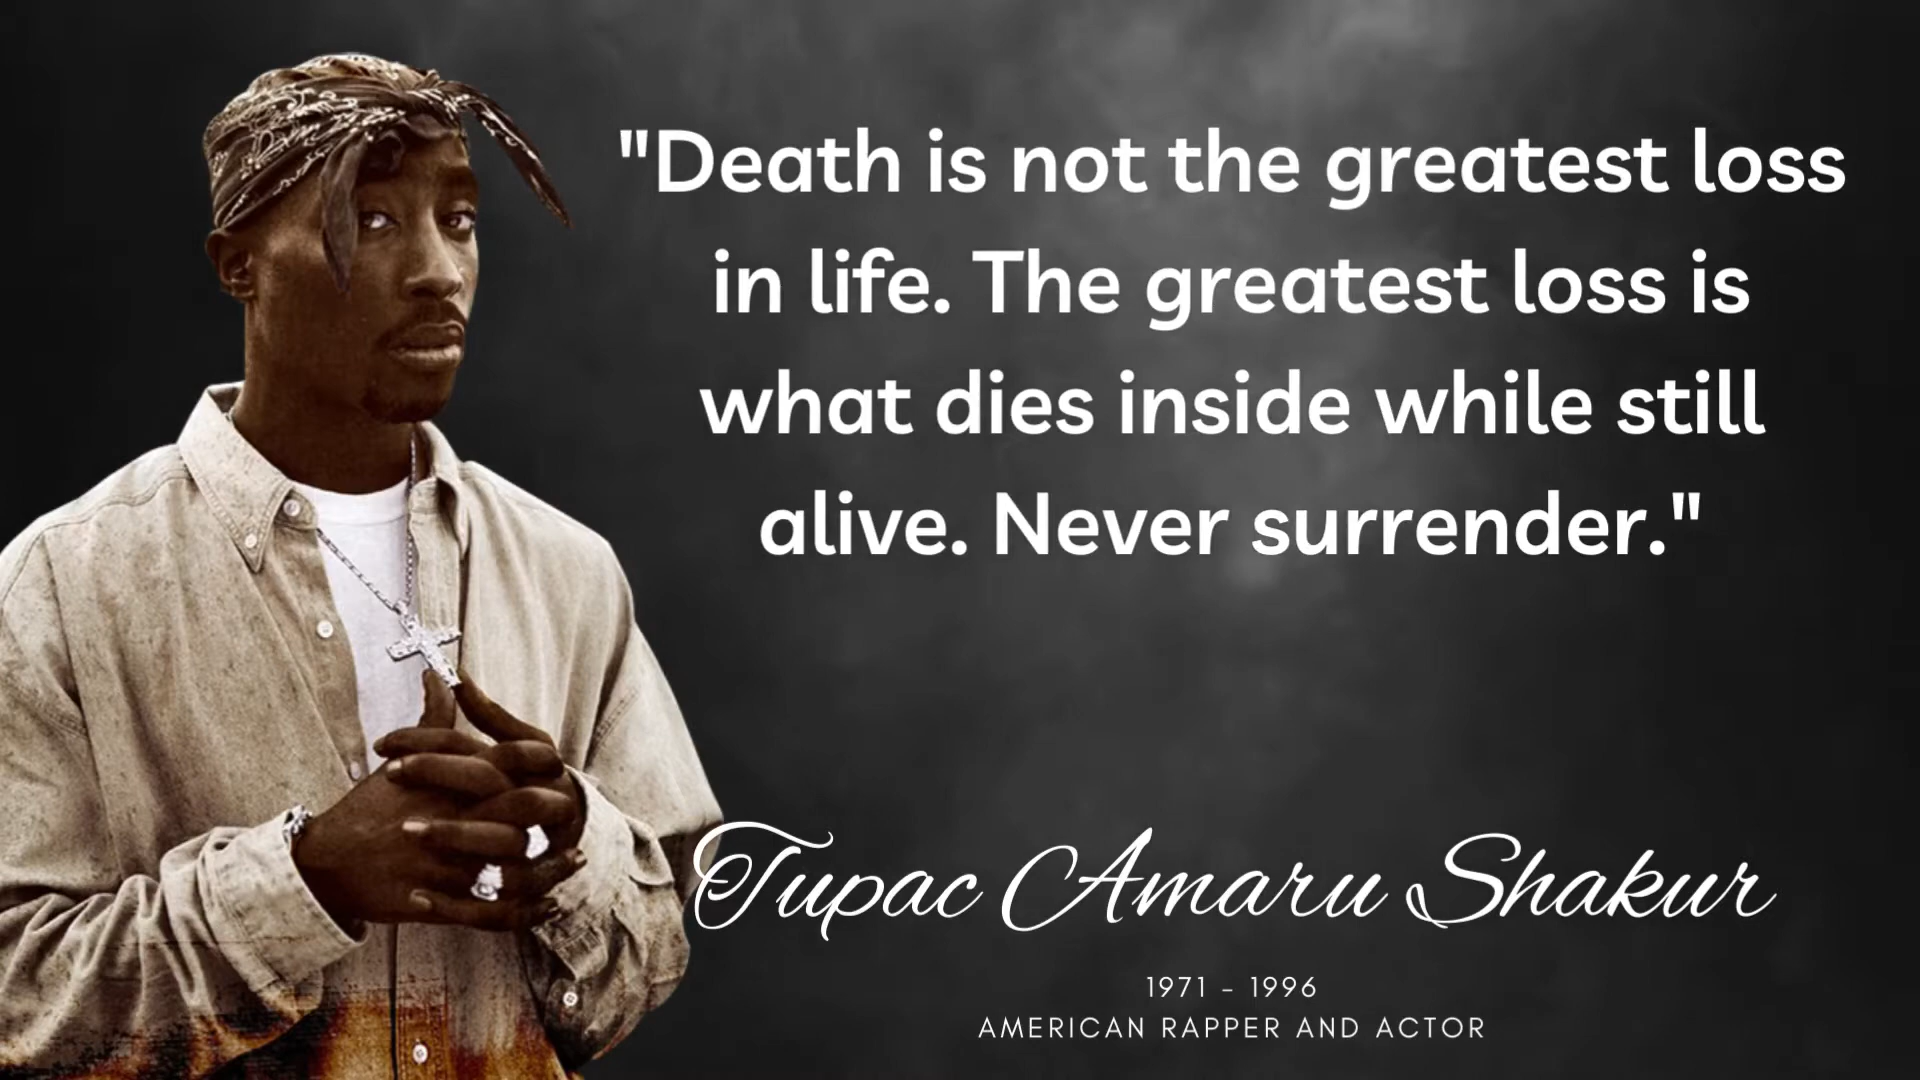 "Death is not the greatest loss
in life. The greatest loss is
what dies inside while still
alive. Never surrender."
Tupac Amaru Shakur
1971 - 1996
AMERICAN RAPPER AND ACTOR